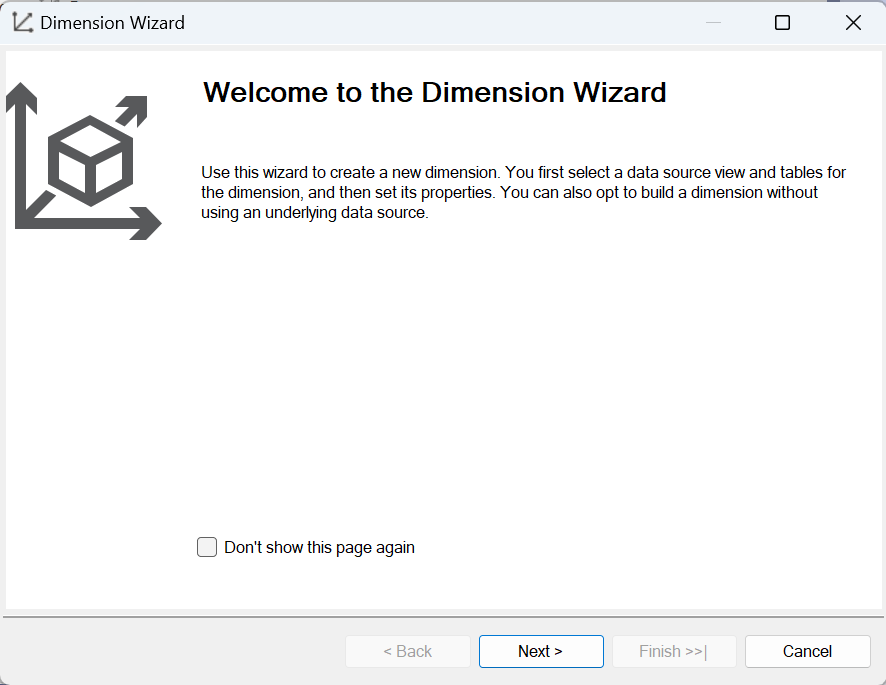 Dimension Wizard
Welcome to the Dimension Wizard
Use this wizard to create a new dimension. You first select a data source view and tables for
the dimension, and then set its properties. You can also opt to build a dimension without
using an underlying data source.
Don't show this page again
< Back
Next >
Finish >>|
Cancel